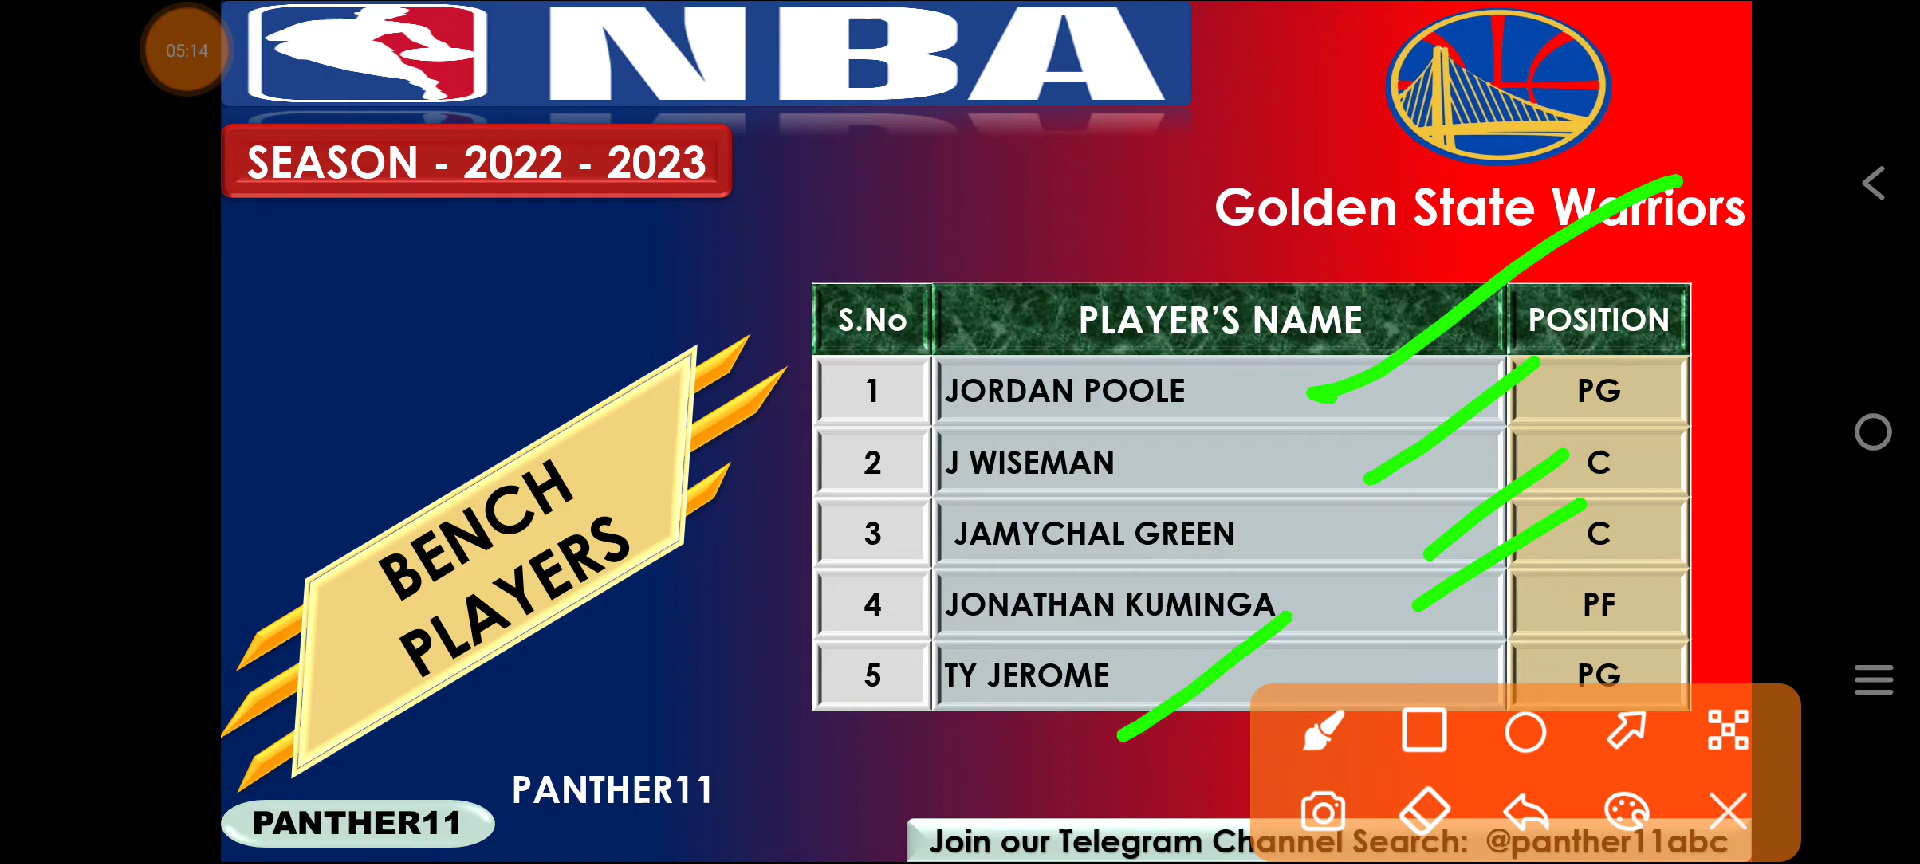 05:14
NBA
SEASON - 2022 - 2023
Golden State Warriors
S.No PLAYER'S NAME POSITION
1 JORDAN POOLE PG
2 J WISEMAN C
3 JAMYCHAL GREEN C
4 JONATHAN KUMINGA PF
5 TY JEROME PG
BENCH
PLAYERS
PANTHER11
PANTHER11
Join our Telegram Channel Search: @panther11abc